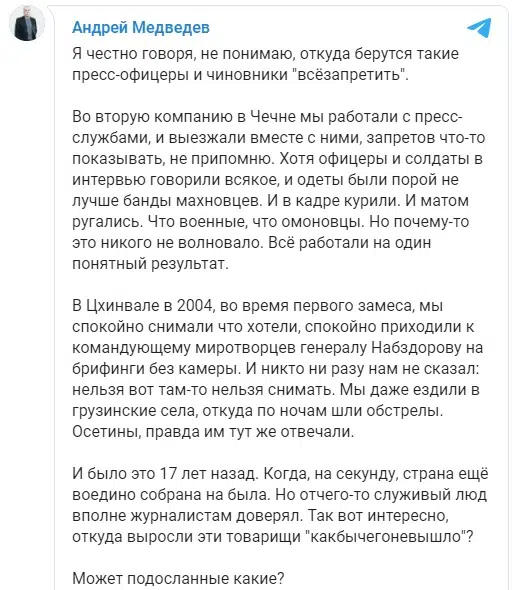 Андрей Медведев
Я честно говоря, не понимаю, откуда берутся такие
пресс-офицеры и чиновники "всёзапретить".
Во вторую компанию в Чечне мы работали с пресс-
службами, и выезжали вместе с ними, запретов что-то
показывать, не припомню. Хотя офицеры и солдаты в
интервью говорили всякое, и одеты были порой не
лучше банды махновцев. И в кадре курили. И матом
ругались. Что военные, что омоновцы. Но почему-то
это никого не волновало. Всё работали на один
понятный результат.
В Цхинвале в 2004, во время первого замеса, мы
спокойно снимали что хотели, спокойно приходили к
командующему миротворцев генералу Набздорову на
брифинги без камеры. И никто ни разу нам не сказал:
нельзя вот там-то нельзя снимать. Мы даже ездили в
грузинские села, откуда по ночам шли обстрелы.
Осетины, правда им тут же отвечали.
И было это 17 лет назад. Когда, на секунду, страна ещё
воедино собрана на была. Но отчего-то служивый люд
вполне журналистам доверял. Так вот интересно,
откуда выросли эти товарищи "какбычегоневышло"?
Может подосланные какие?